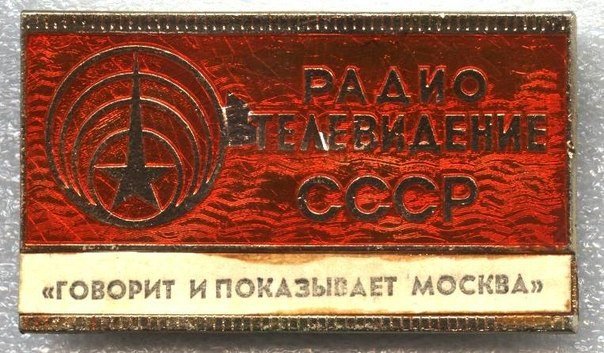 РАДИО
ТЕЛЕВИДЕНИЕ
СССР
«ГОВОРИТ И ПОКАЗЫВАЕТ МОСКВА»